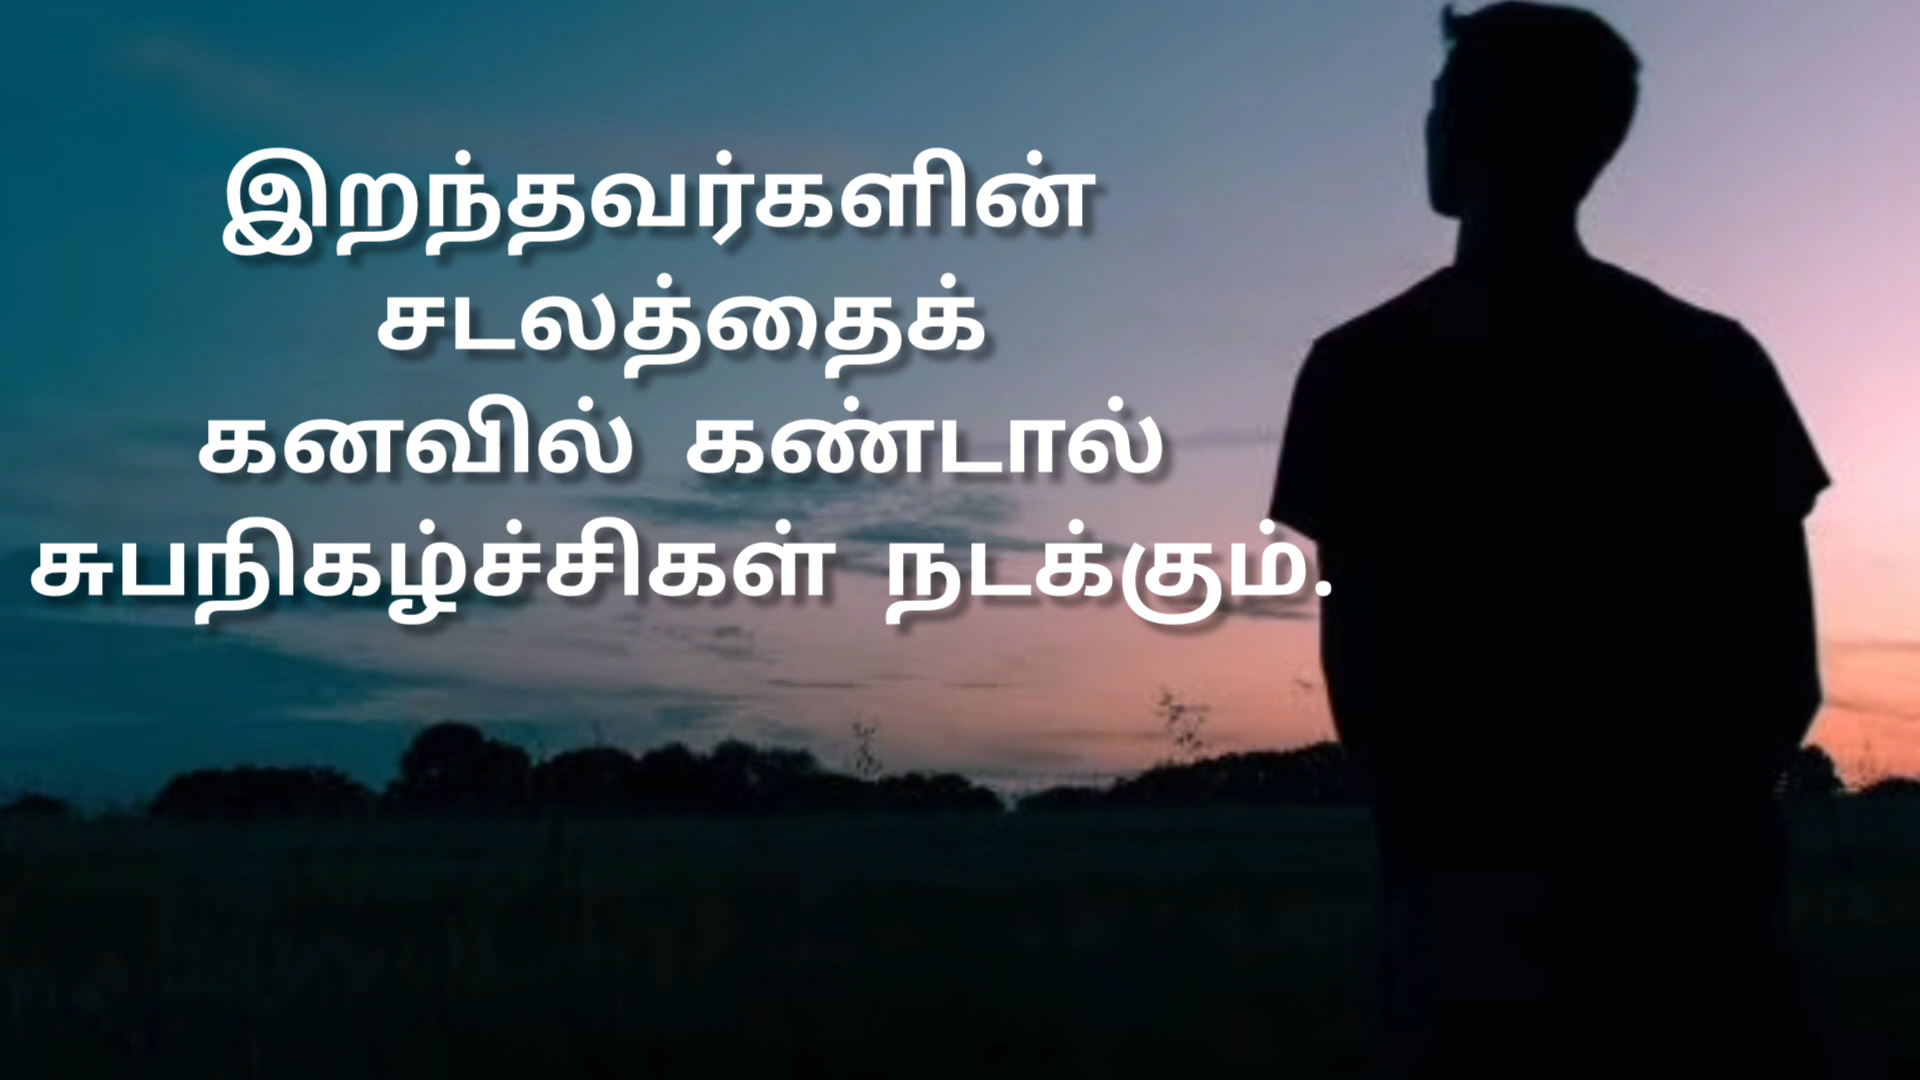 இறந்தவர்களின்
சடலத்தைக்
கனவில் கண்டால்
சுபநிகழ்ச்சிகள் நடக்கும்.